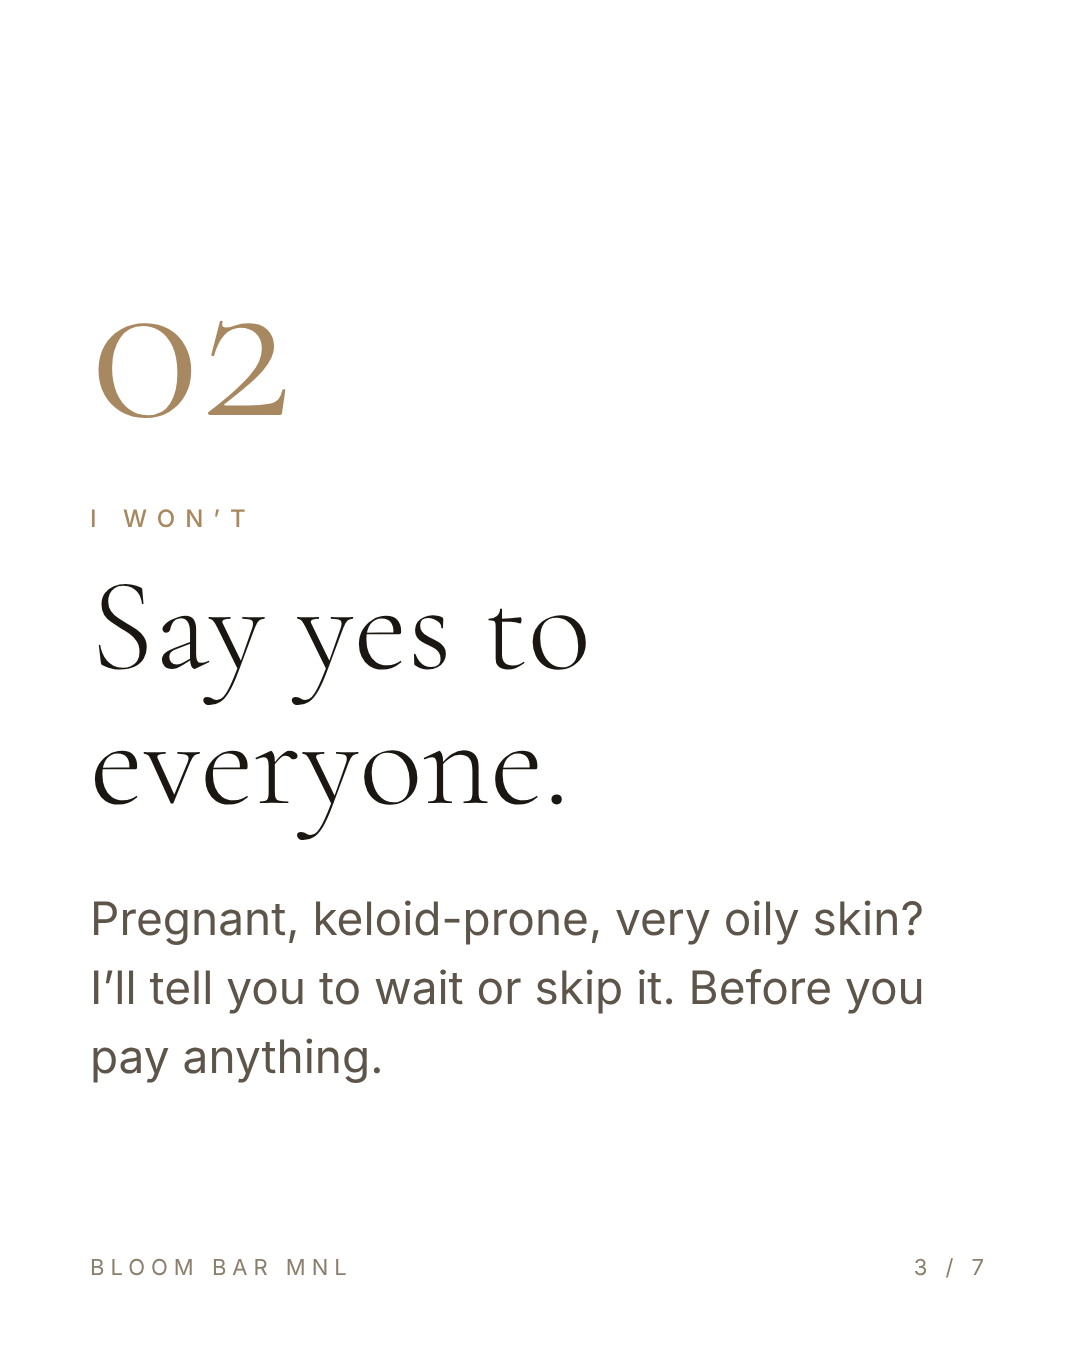 02
I WON’T
Say yes to
everyone.
Pregnant, keloid-prone, very oily skin?
I’ll tell you to wait or skip it. Before you
pay anything.
BLOOM BAR MNL
3 / 7